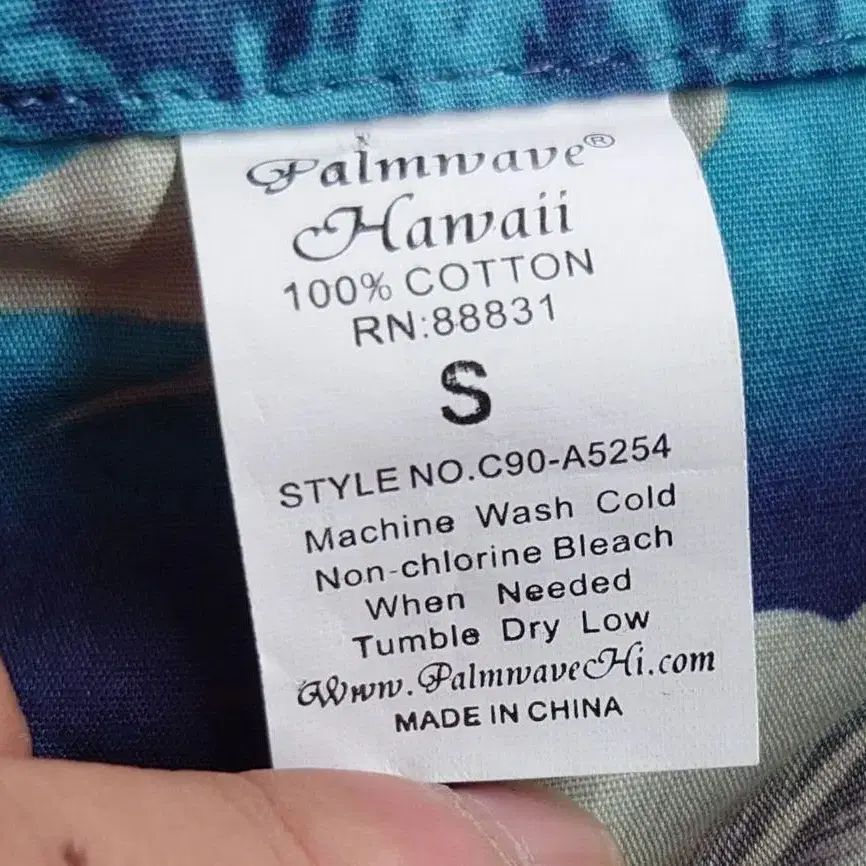 Palmwave®
Hawaii
100% COTTON
RN:88831
S
STYLE NO.C90-A5254
Machine Wash Cold
Non-chlorine Bleach
When Needed
Tumble Dry Low
Www.PalmwaveHi.com
MADE IN CHINA